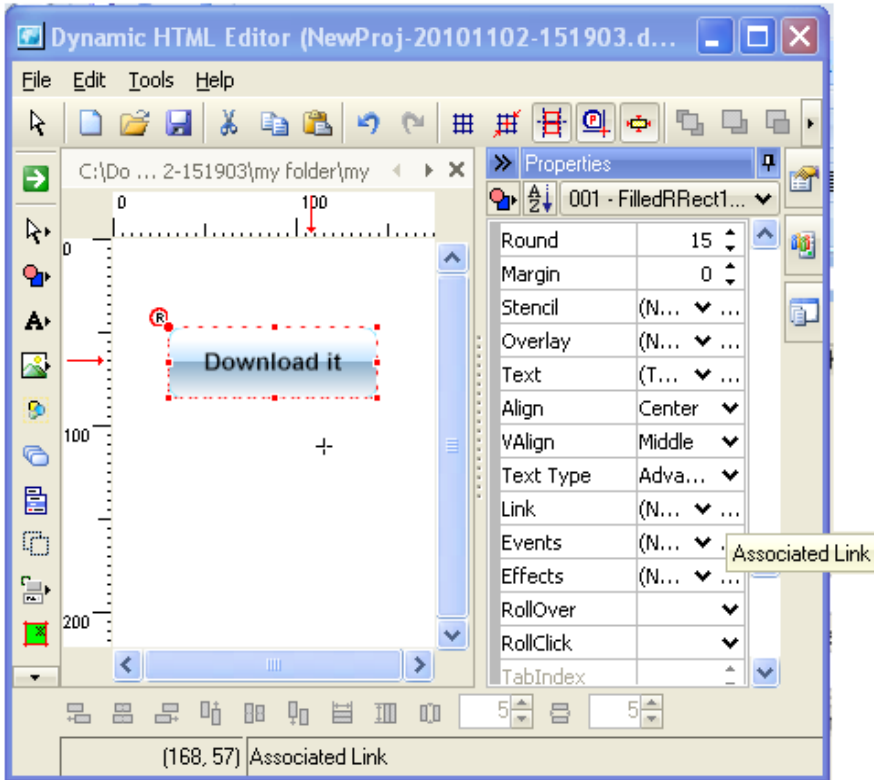 Dynamic HTML Editor (NewProj-20101102-151903.d...
File Edit Tools Help
C:\Do ... 2-151903\my folder\my
Properties
001 - FilledRRect1...
0 100
0
100
200
R
Download it
Round 15
Margin 0
Stencil (N... ...
Overlay (N... ...
Text (T... ...
Align Center
VAlign Middle
Text Type Adva...
Link (N... ...
Events (N... ...
Effects (N... ...
RollOver
RollClick
TabIndex
Associated Link
5 5
(168, 57) Associated Link